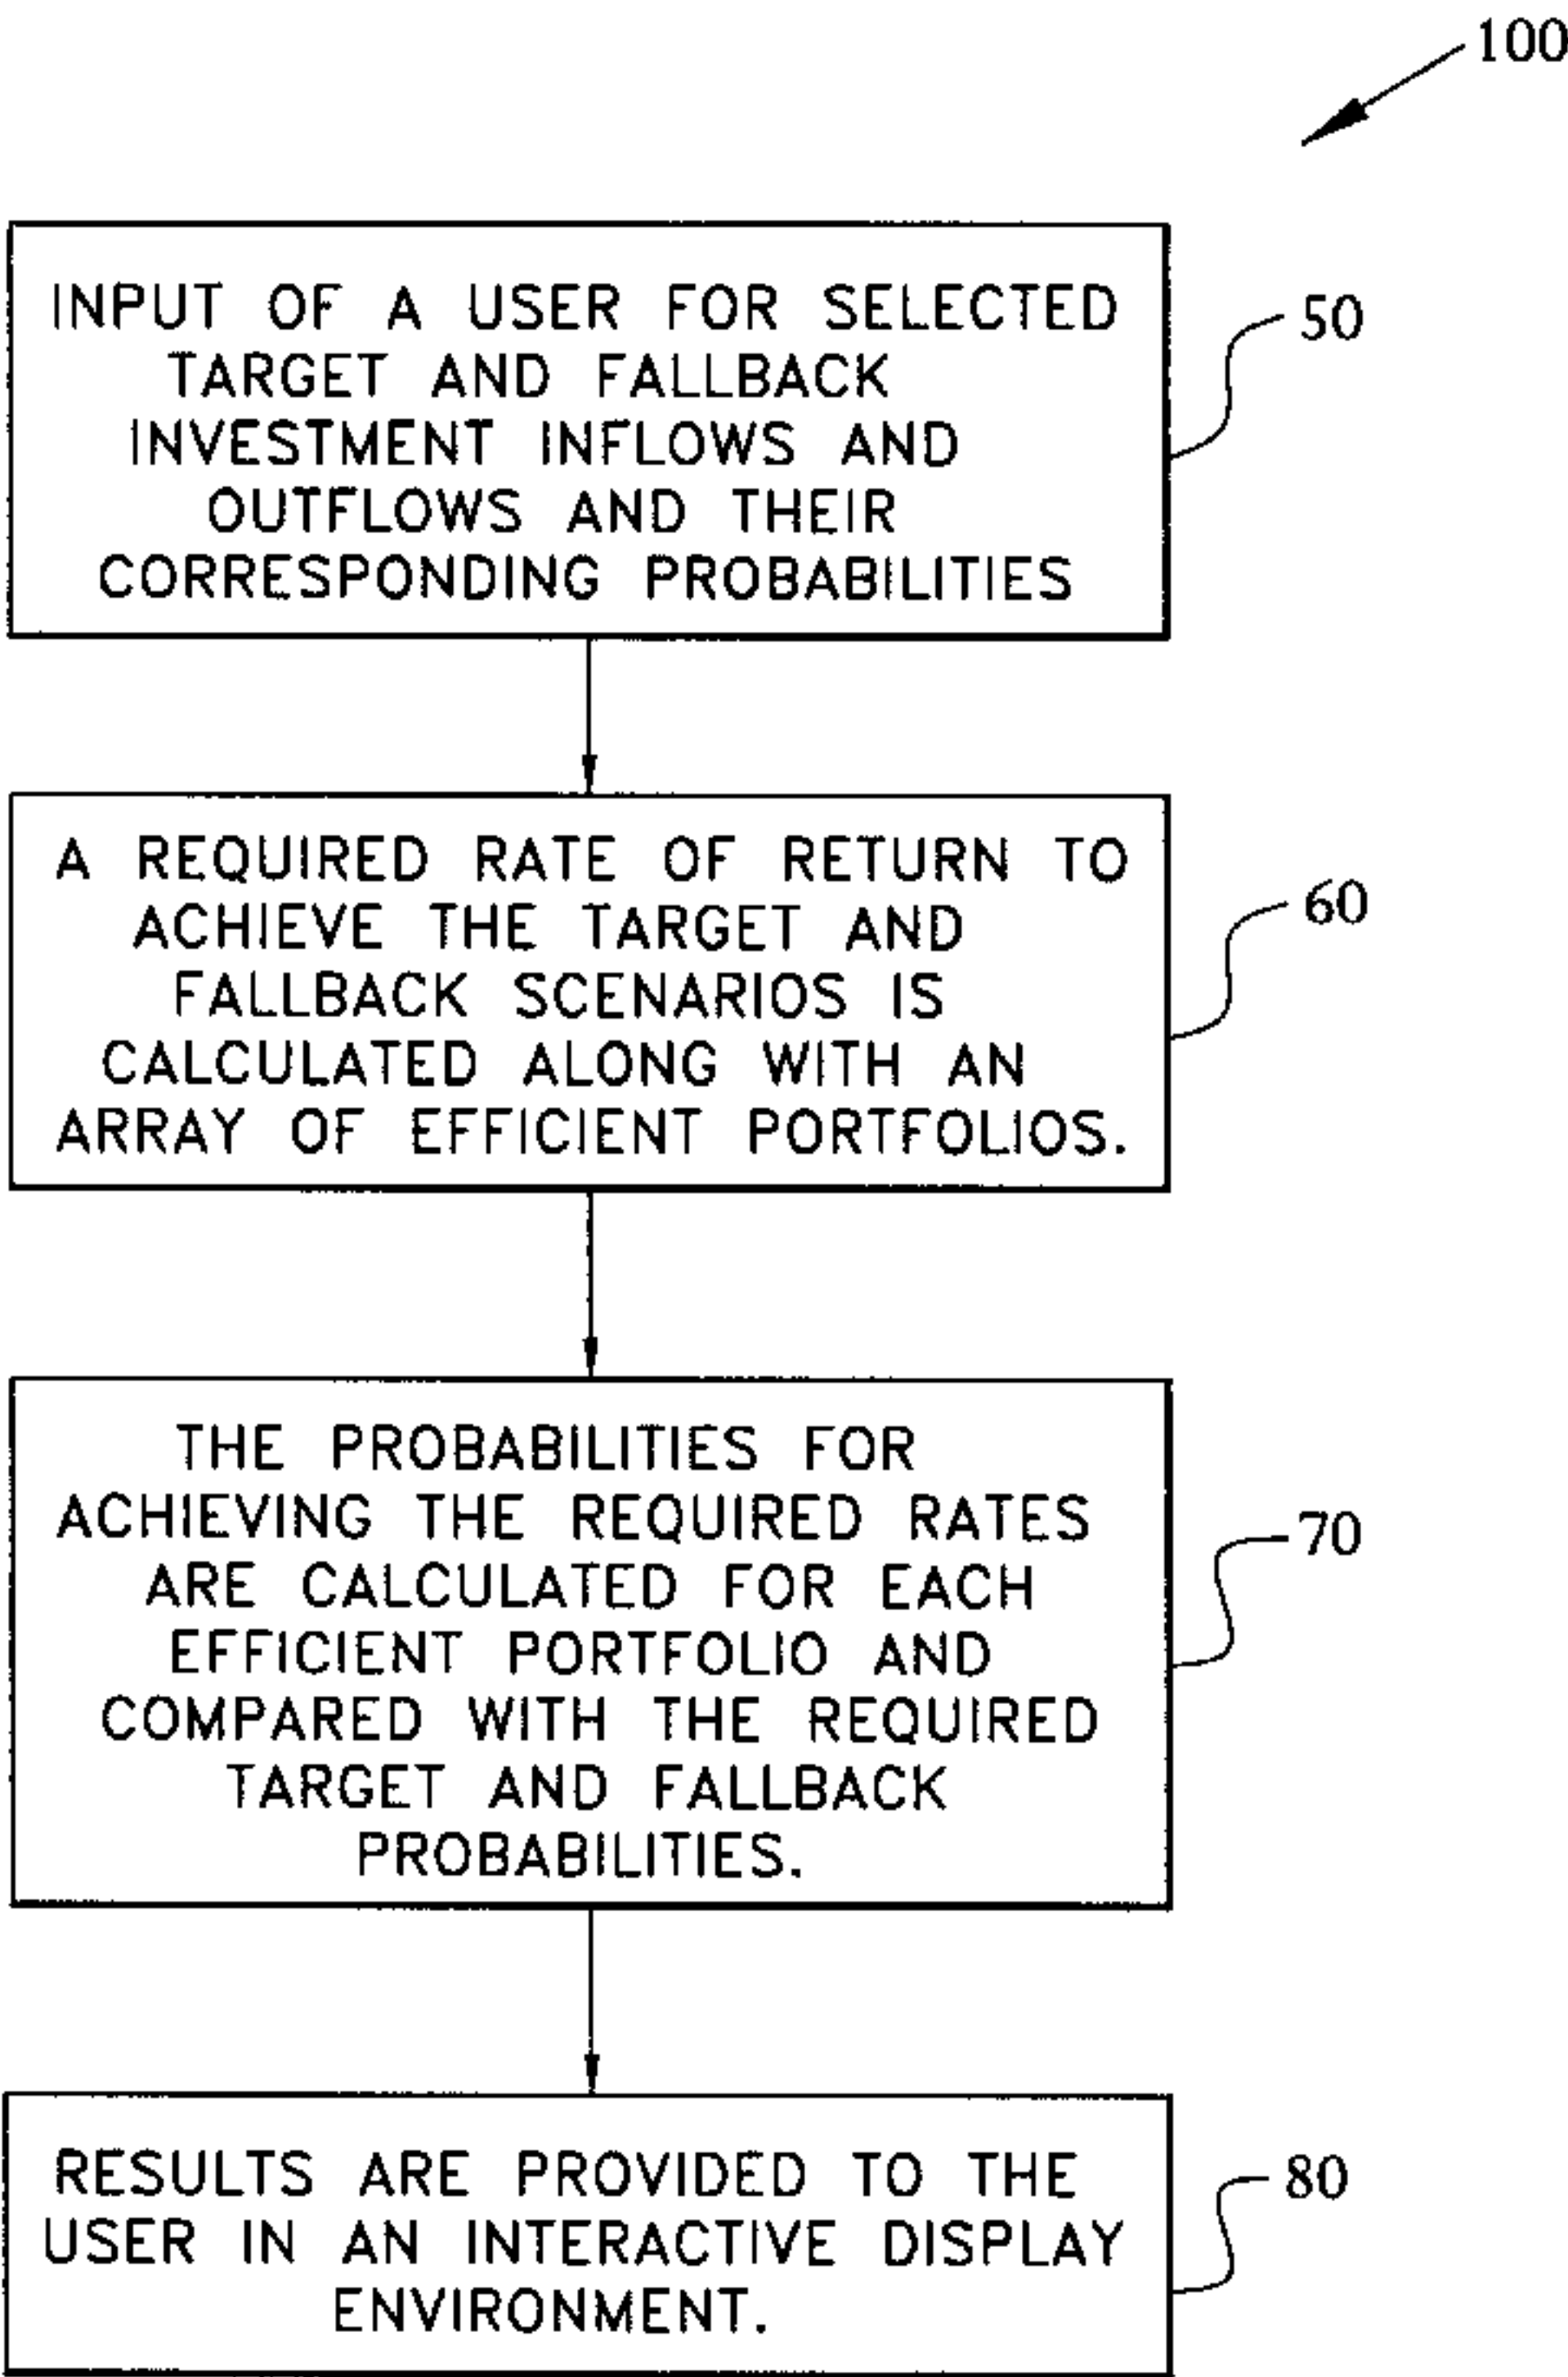 100
INPUT OF A USER FOR SELECTED
TARGET AND FALLBACK
INVESTMENT INFLOWS AND
OUTFLOWS AND THEIR
CORRESPONDING PROBABILITIES
50
A REQUIRED RATE OF RETURN TO
ACHIEVE THE TARGET AND
FALLBACK SCENARIOS IS
CALCULATED ALONG WITH AN
ARRAY OF EFFICIENT PORTFOLIOS.
60
THE PROBABILITIES FOR
ACHIEVING THE REQUIRED RATES
ARE CALCULATED FOR EACH
EFFICIENT PORTFOLIO AND
COMPARED WITH THE REQUIRED
TARGET AND FALLBACK
PROBABILITIES.
70
RESULTS ARE PROVIDED TO THE
USER IN AN INTERACTIVE DISPLAY
ENVIRONMENT.
80